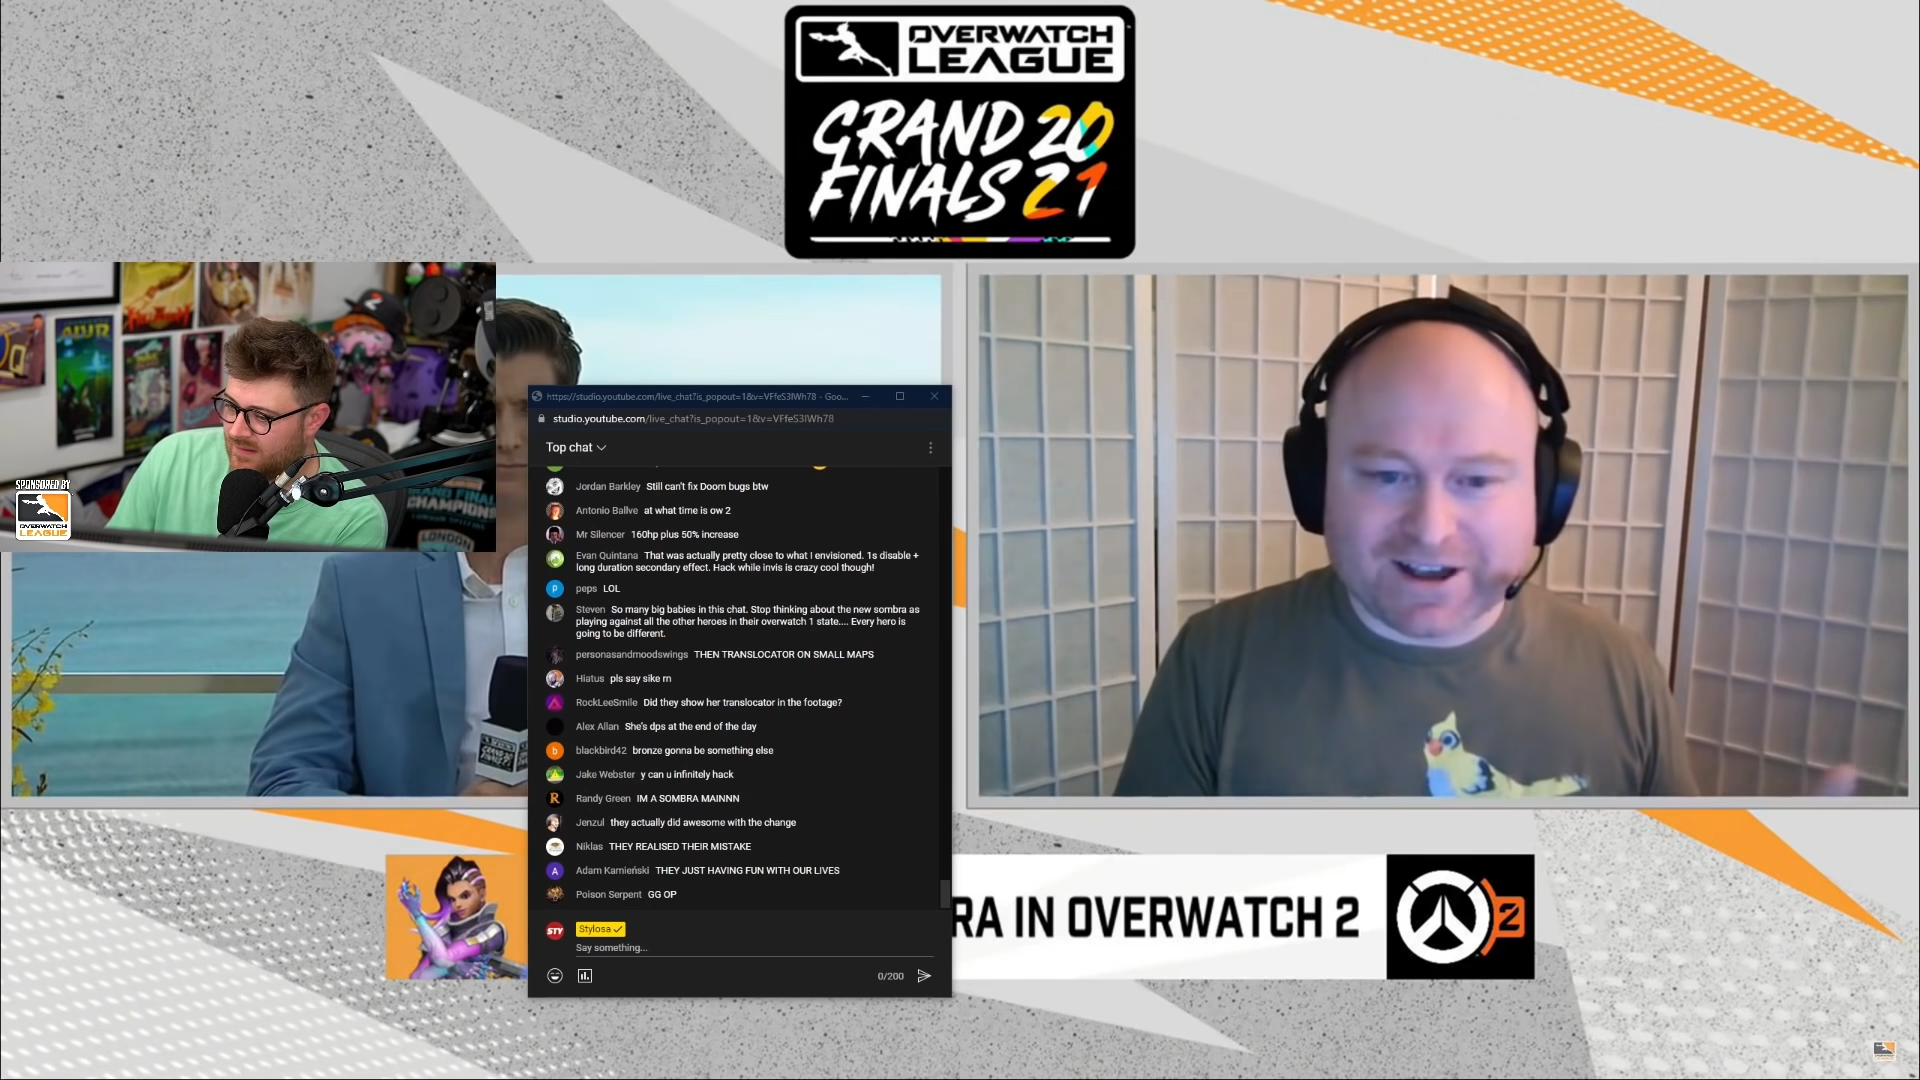 OVERWATCH
LEAGUE
GRAND 20
FINALS 21
SPONSORED BY
OVERWATCH
LEAGUE
GRAND FINAL
CHAMPIONS
LONDON
GRAND
FINALS
https://studio.youtube.com/live_chat?is_popout=1&v=VFfeS3IWh78 - Goo...
studio.youtube.com/live_chat?is_popout=1&v=VFfeS3IWh78
Top chat
Jordan Barkley Still can't fix Doom bugs btw
Antonio Ballve at what time is ow 2
Mr Silencer 160hp plus 50% increase
Evan Quintana That was actually pretty close to what I envisioned. 1s disable +
long duration secondary effect. Hack while invis is crazy cool though!
P
peps LOL
Steven So many big babies in this chat. Stop thinking about the new sombra as
playing against all the other heroes in their overwatch 1 state.... Every hero is
going to be different.
personasandmoodswings THEN TRANSLOCATOR ON SMALL MAPS
Hiatus pls say sike rn
RockLeeSmile Did they show her translocator in the footage?
Alex Allan She's dps at the end of the day
b
blackbird42 bronze gonna be something else
Jake Webster y can u infinitely hack
R
Randy Green IM A SOMBRA MAINNN
Jenzul they actually did awesome with the change
Niklas THEY REALISED THEIR MISTAKE
A
Adam Kamieński THEY JUST HAVING FUN WITH OUR LIVES
Poison Serpent GG OP
STY
Stylosa
Say something...
0/200
RA IN OVERWATCH 2
2